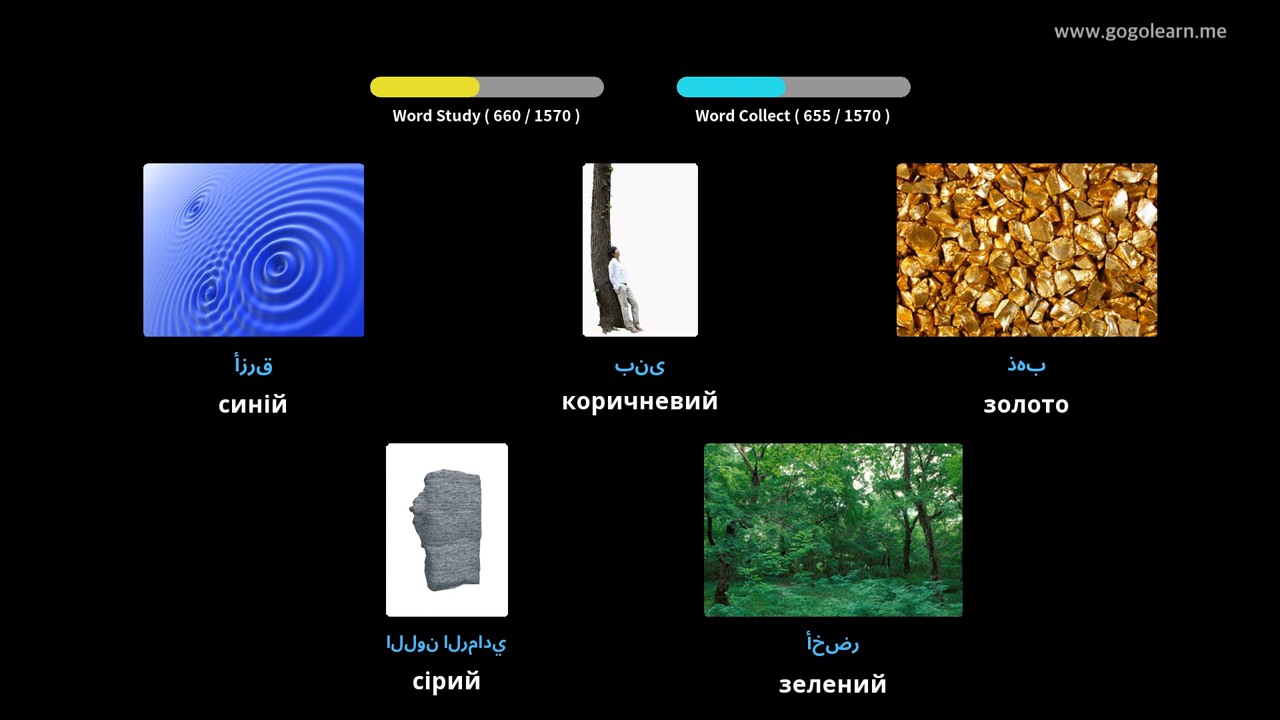 www.gogolearn.me
Word Study ( 660 / 1570 )
Word Collect ( 655 / 1570 )
أزرق
синій
بنى
коричневий
ذهب
золото
اللون الرمادي
сірий
أخضر
зелений